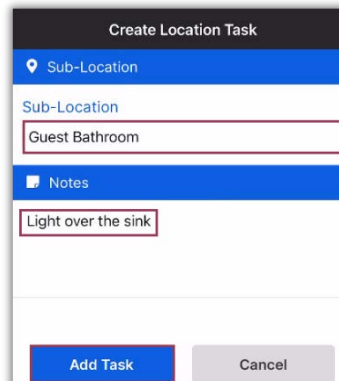 Create Location Task
Sub-Location
Sub-Location
Guest Bathroom
Notes
Light over the sink
Add Task
Cancel